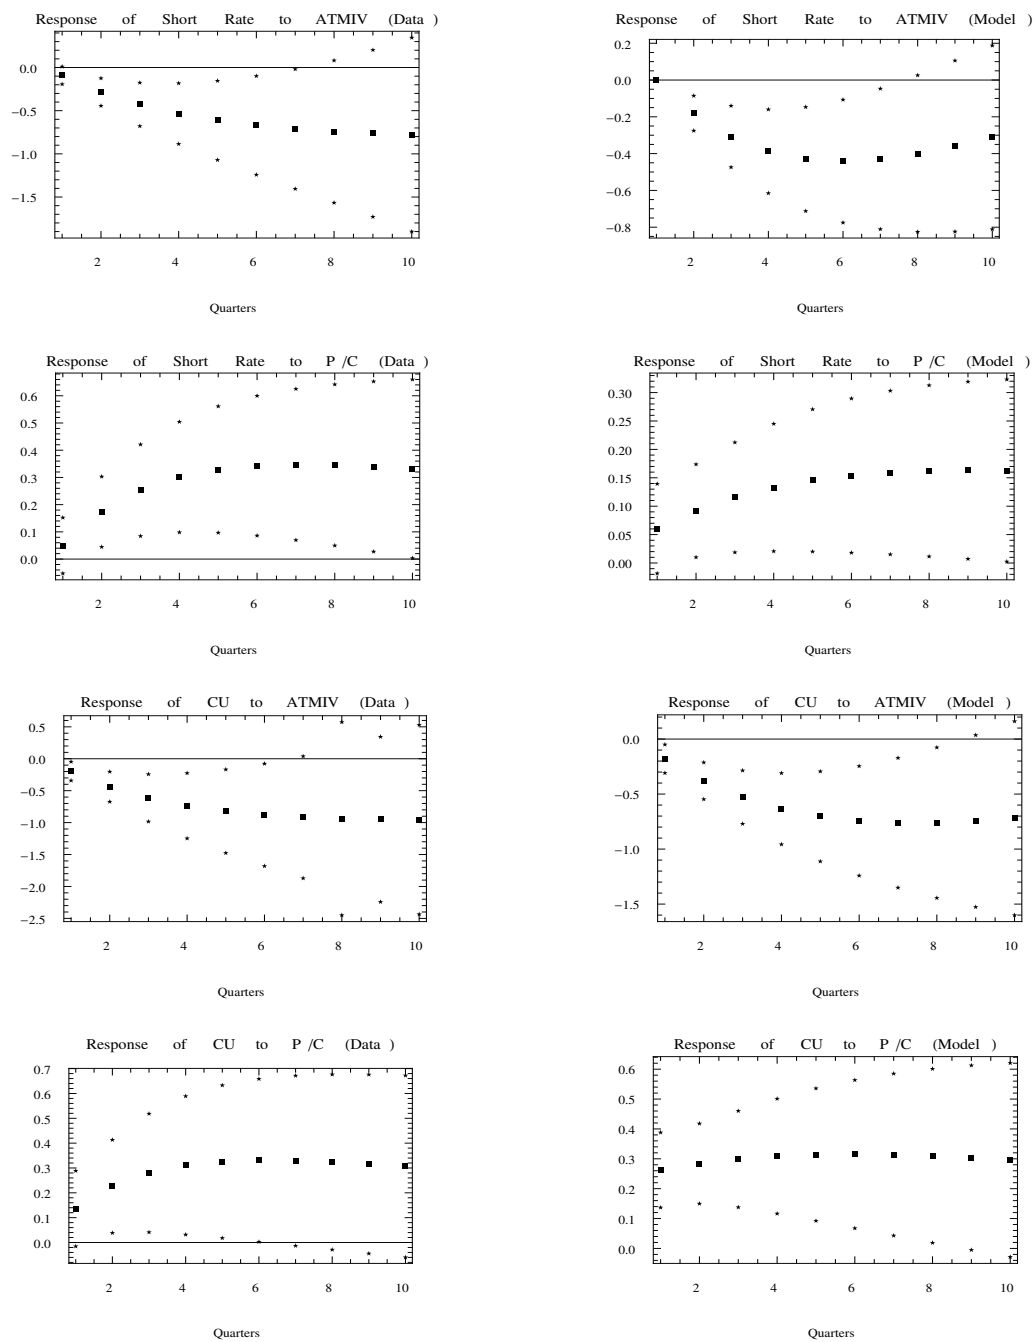 Response of Short Rate to ATMIV (Data )
0.0
−0.5
−1.0
−1.5
2 4 6 8 10
Quarters
Response of Short Rate to ATMIV (Model )
0.2
0.0
−0.2
−0.4
−0.6
−0.8
2 4 6 8 10
Quarters
Response of Short Rate to P /C (Data )
0.6
0.5
0.4
0.3
0.2
0.1
0.0
2 4 6 8 10
Quarters
Response of Short Rate to P /C (Model )
0.30
0.25
0.20
0.15
0.10
0.05
0.00
2 4 6 8 10
Quarters
Response of CU to ATMIV (Data )
0.5
0.0
−0.5
−1.0
−1.5
−2.0
−2.5
2 4 6 8 10
Quarters
Response of CU to ATMIV (Model )
0.0
−0.5
−1.0
−1.5
2 4 6 8 10
Quarters
Response of CU to P /C (Data )
0.7
0.6
0.5
0.4
0.3
0.2
0.1
0.0
2 4 6 8 10
Quarters
Response of CU to P /C (Model )
0.6
0.5
0.4
0.3
0.2
0.1
0.0
2 4 6 8 10
Quarters